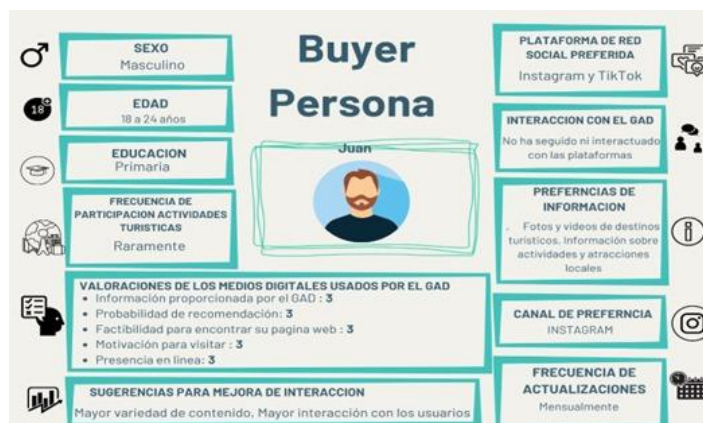 Buyer
Persona
Juan
SEXO
Masculino
18+
EDAD
18 a 24 años
EDUCACION
Primaria
FRECUENCIA DE
PARTICIPACION ACTIVIDADES
TURISTICAS
Raramente
VALORACIONES DE LOS MEDIOS DIGITALES USADOS POR EL GAD
• Información proporcionada por el GAD : 3
• Probabilidad de recomendación: 3
• Factibilidad para encontrar su pagina web : 3
• Motivación para visitar : 3
• Presencia en linea: 3
SUGERENCIAS PARA MEJORA DE INTERACCION
Mayor variedad de contenido, Mayor interacción con los usuarios
PLATAFORMA DE RED
SOCIAL PREFERIDA
Instagram y TikTok
INTERACCION CON EL GAD
No ha seguido ni interactuado
con las plataformas
PREFERNCIAS DE
INFORMACION
. Fotos y videos de destinos
turisticos, Información sobre
actividades y atracciones
locales
CANAL DE PREFERNCIA
INSTAGRAM
FRECUENCIA DE
ACTUALIZACIONES
Mensualmente